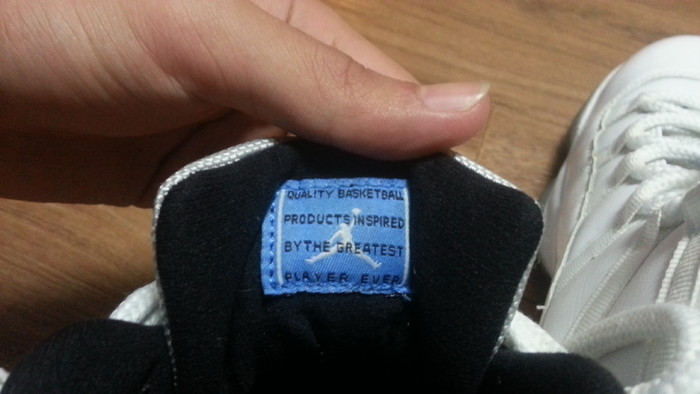 QUALITY BASKETBALL
PRODUCTS INSPIRED
BY THE GREATEST
PLAYER EVER